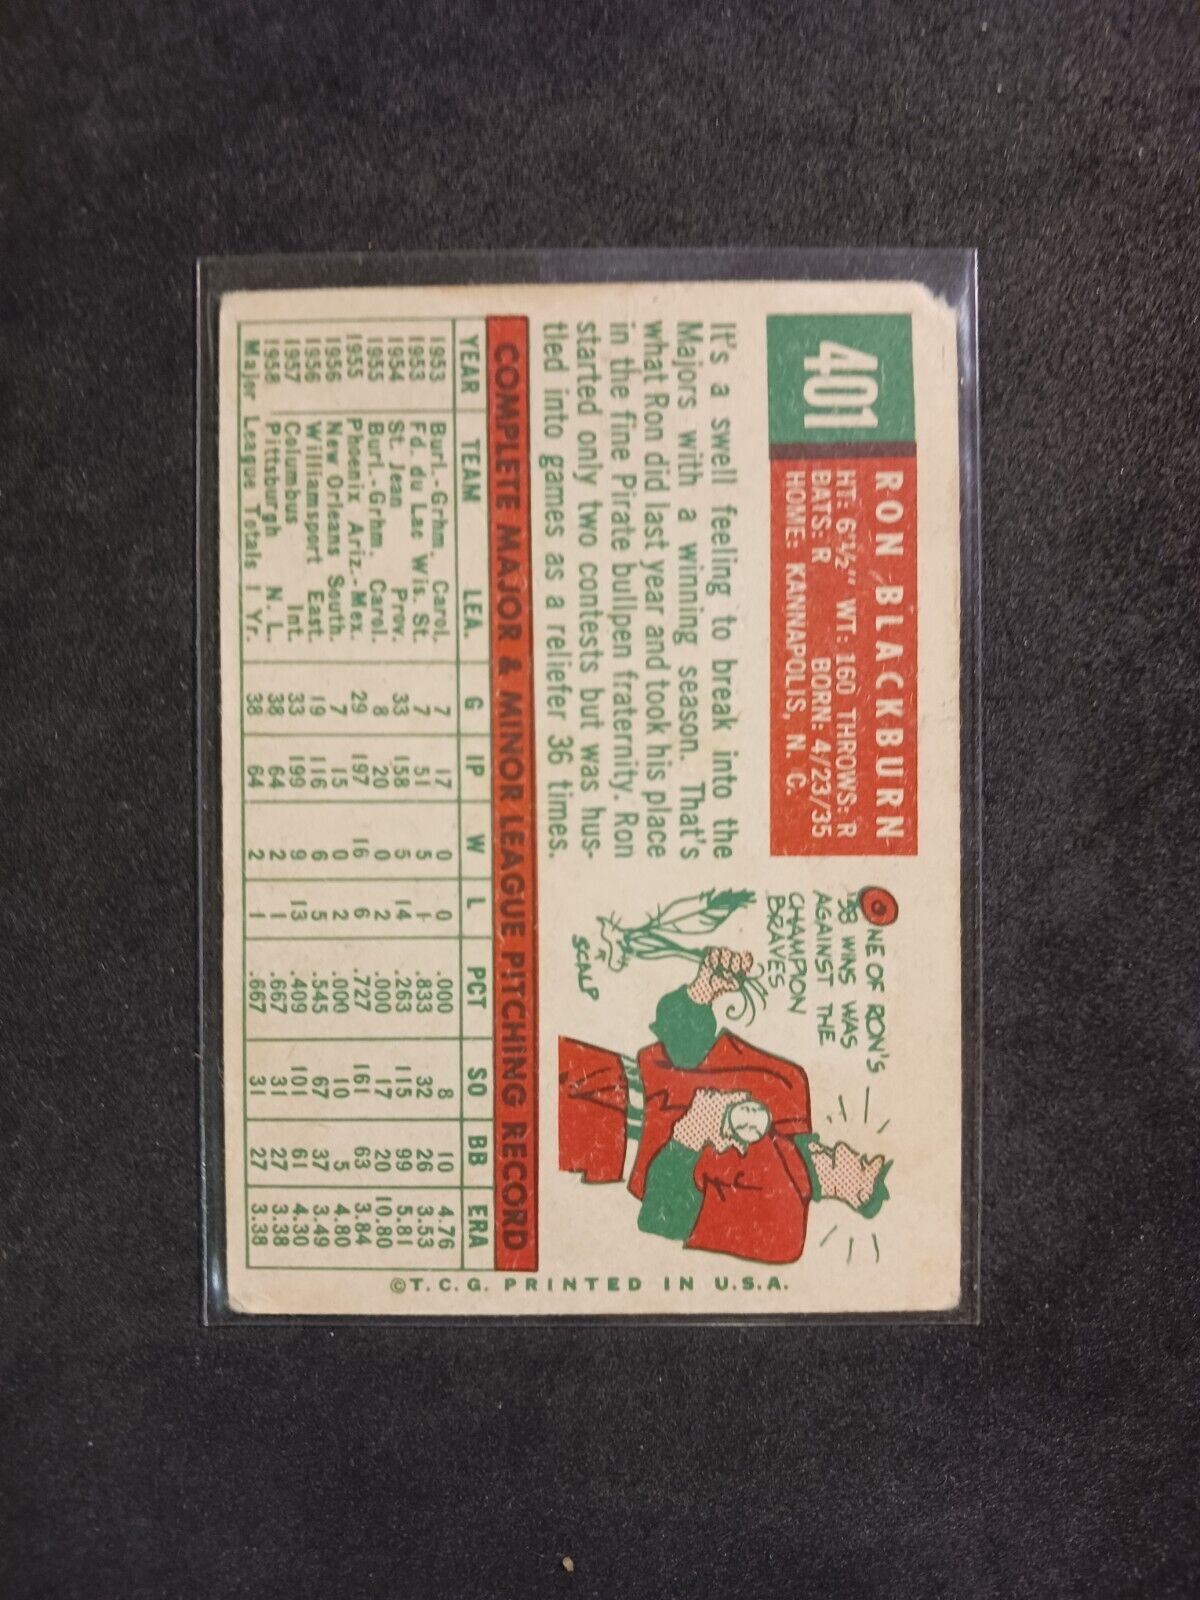 401
RON BLACKBURN
HT: 6'1½" WT: 160 THROWS: R
BATS: R BORN: 4/23/35
HOME: KANNAPOLIS, N. C.
It's a swell feeling to break into the
Majors with a winning season. That's
what Ron did last year and took his place
in the fine Pirate bullpen fraternity. Ron
started only two contests but was hus-
tled into games as a reliefer 36 times.
ONE OF RON'S
'58 WINS WAS
AGAINST THE
CHAMPION
BRAVES
SCALP
COMPLETE MAJOR & MINOR LEAGUE PITCHING RECORD
YEAR TEAM LEA. G IP W L PCT SO BB ERA
1953 Burl.-Grhm. Carol. 7 17 0 0 .000 8 10 4.76
1953 Fd. du Lac Wis. St. 7 51 5 1 .833 32 26 3.53
1954 St. Jean Prov. 33 158 5 14 .263 115 99 5.81
1955 Burl.-Grhm. Carol. 8 20 0 2 .000 17 20 10.80
1955 Phoenix Ariz.-Mex. 29 197 16 6 .727 161 63 3.84
1956 New Orleans South. 7 15 0 2 .000 10 5 4.80
1956 Williamsport East. 19 116 6 5 .545 67 37 3.49
1957 Columbus Int. 33 199 9 13 .409 101 61 4.30
1958 Pittsburgh N. L. 38 64 2 1 .667 31 27 3.38
Major League Totals 1 Yr. 38 64 2 1 .667 31 27 3.38
©T. C. G. PRINTED IN U.S.A.